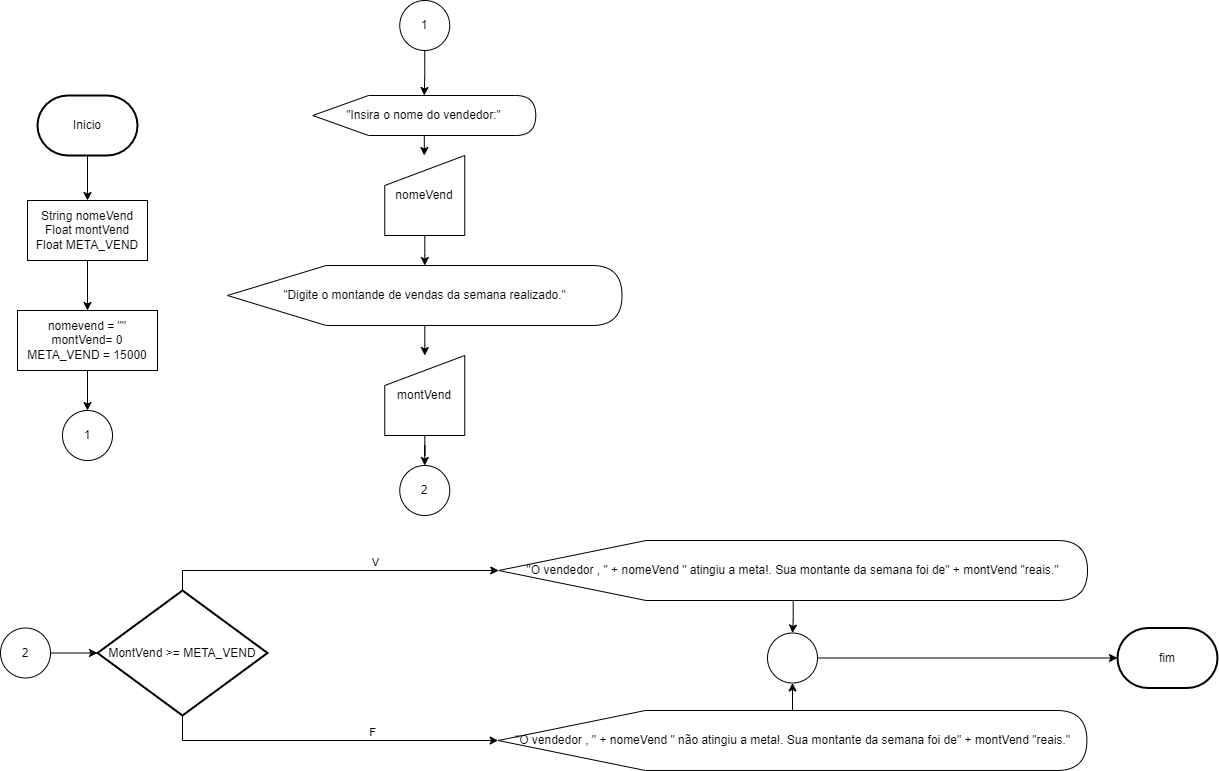 Inicio
String nomeVend
Float montVend
Float META_VEND
nomevend = ""
montVend= 0
META_VEND = 15000
1
1
"Insira o nome do vendedor:"
nomeVend
"Digite o montande de vendas da semana realizado."
montVend
2
2
MontVend >= META_VEND
V
"O vendedor , " + nomeVend " atingiu a meta!. Sua montante da semana foi de" + montVend "reais."
F
"O vendedor , " + nomeVend " não atingiu a meta!. Sua montante da semana foi de" + montVend "reais."
fim